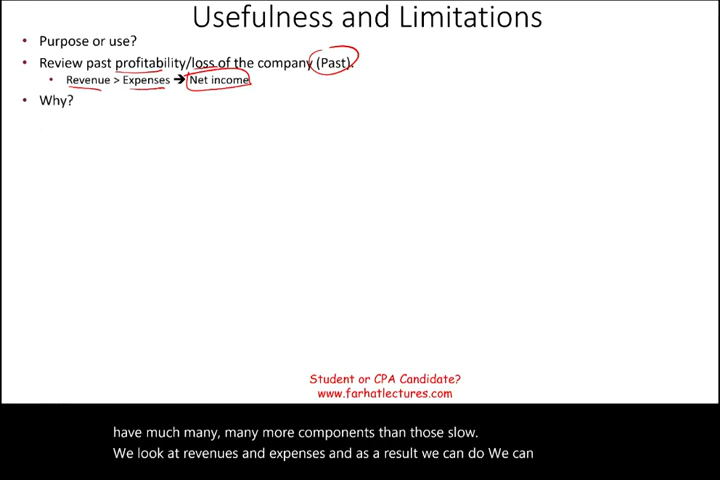 Usefulness and Limitations
• Purpose or use?
• Review past profitability/loss of the company (Past).
• Revenue > Expenses ➔ Net income
• Why?
Student or CPA Candidate?
www.farhatlectures.com
have much many, many more components than those slow.
We look at revenues and expenses and as a result we can do We can